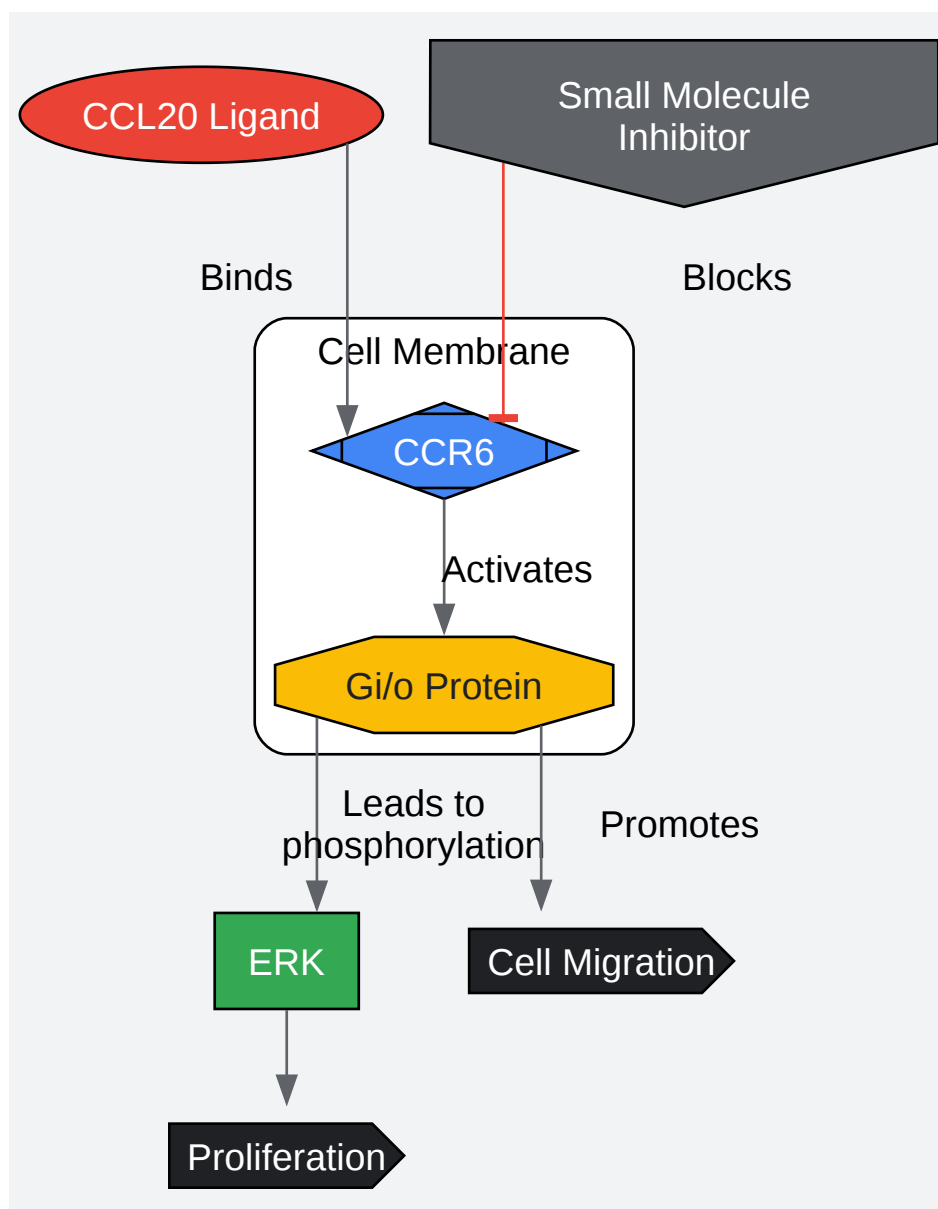 CCL20 Ligand
Small Molecule
Inhibitor
Binds
Blocks
Cell Membrane
CCR6
Activates
Gi/o Protein
Leads to
phosphorylation
Promotes
ERK
Cell Migration
Proliferation